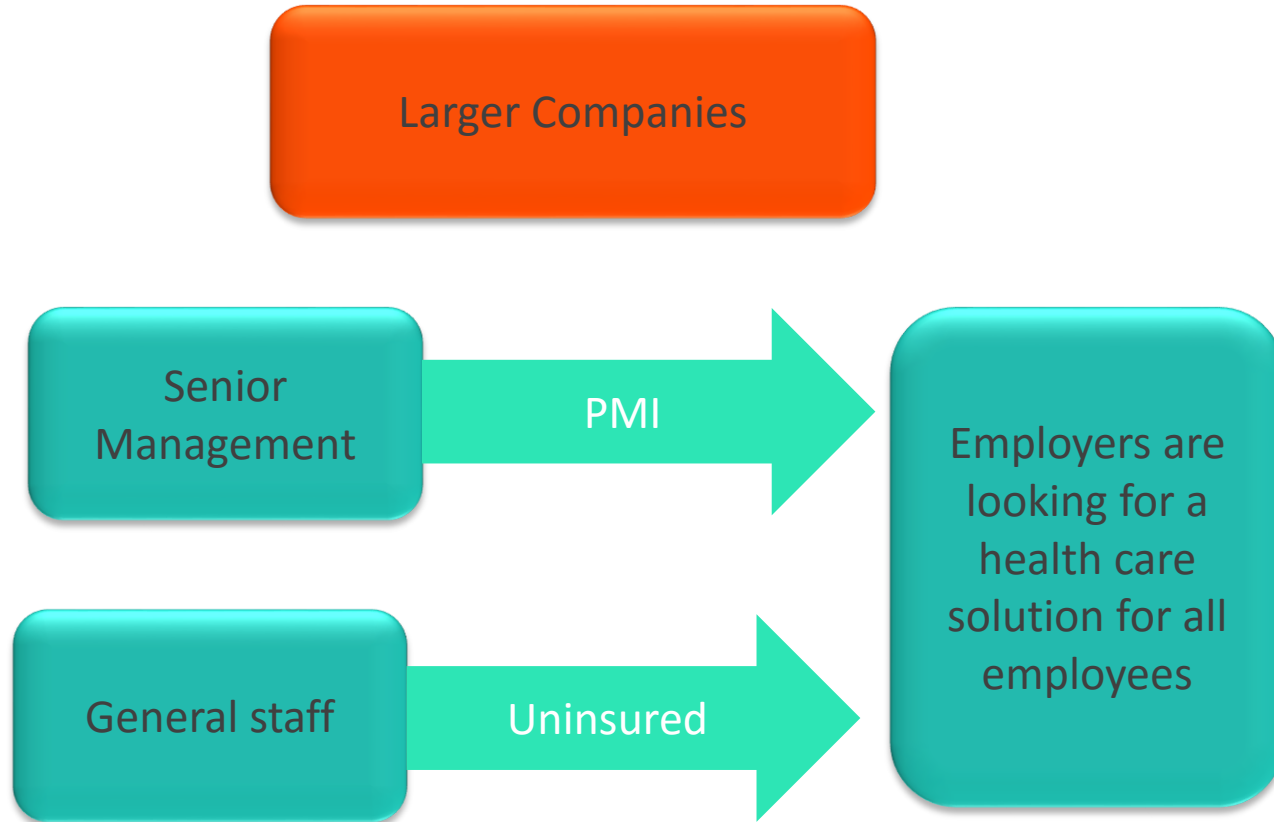 Larger Companies
Senior
Management
PMI
Employers are
looking for a
health care
solution for all
employees
General staff
Uninsured